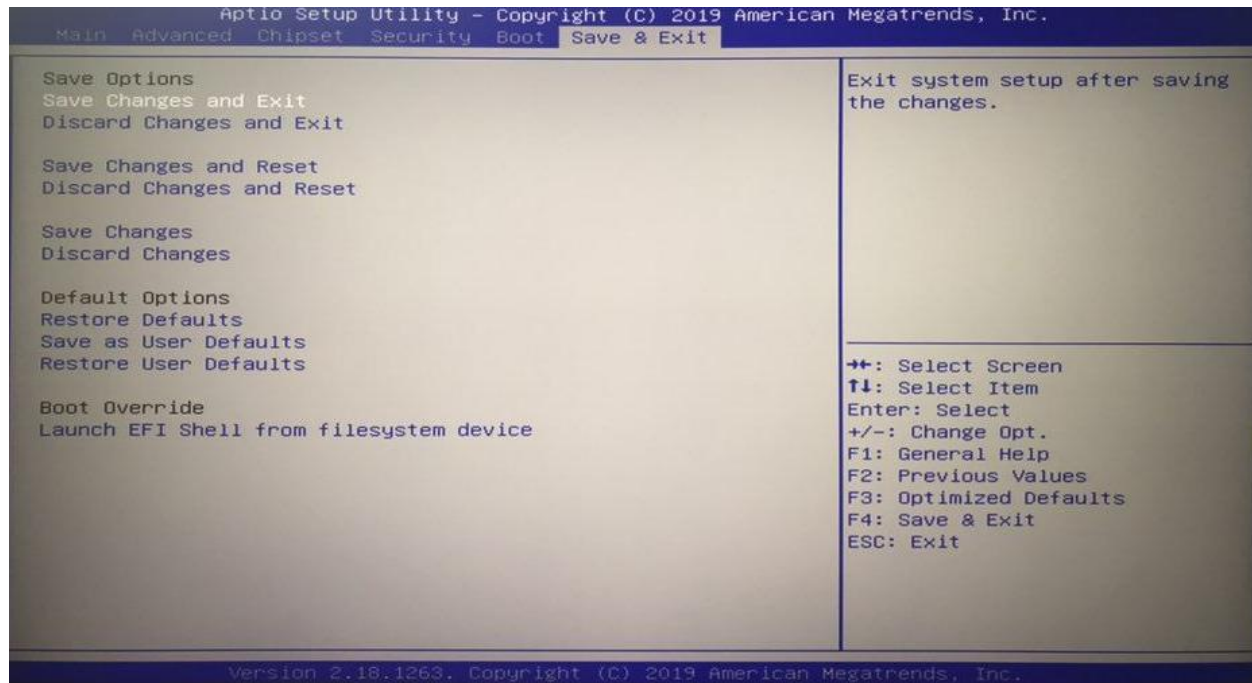 Aptio Setup Utility – Copyright (C) 2019 American Megatrends, Inc.
Main Advanced Chipset Security Boot Save & Exit
Save Options
Save Changes and Exit
Discard Changes and Exit
Save Changes and Reset
Discard Changes and Reset
Save Changes
Discard Changes
Default Options
Restore Defaults
Save as User Defaults
Restore User Defaults
Boot Override
Launch EFI Shell from filesystem device
Exit system setup after saving
the changes.
→←: Select Screen
↑↓: Select Item
Enter: Select
+/-: Change Opt.
F1: General Help
F2: Previous Values
F3: Optimized Defaults
F4: Save & Exit
ESC: Exit
Version 2.18.1263. Copyright (C) 2019 American Megatrends, Inc.